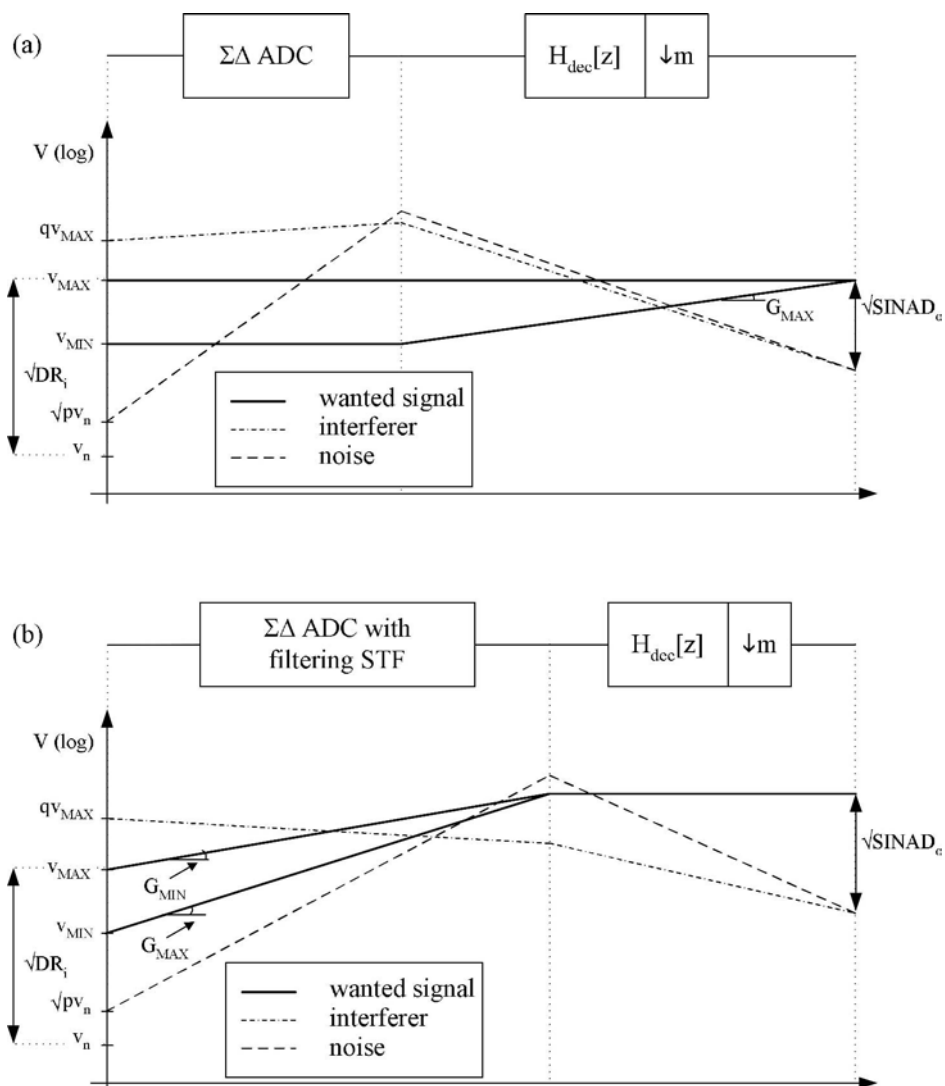 (a)
ΣΔ ADC
H_dec[z]
↓m
V (log)
qv_MAX
v_MAX
v_MIN
√DR_i
√pv_n
v_n
G_MAX
√SINAD_o
wanted signal
interferer
noise
(b)
ΣΔ ADC with
filtering STF
H_dec[z]
↓m
V (log)
qv_MAX
v_MAX
G_MIN
v_MIN
G_MAX
√DR_i
√pv_n
v_n
√SINAD_o
wanted signal
interferer
noise